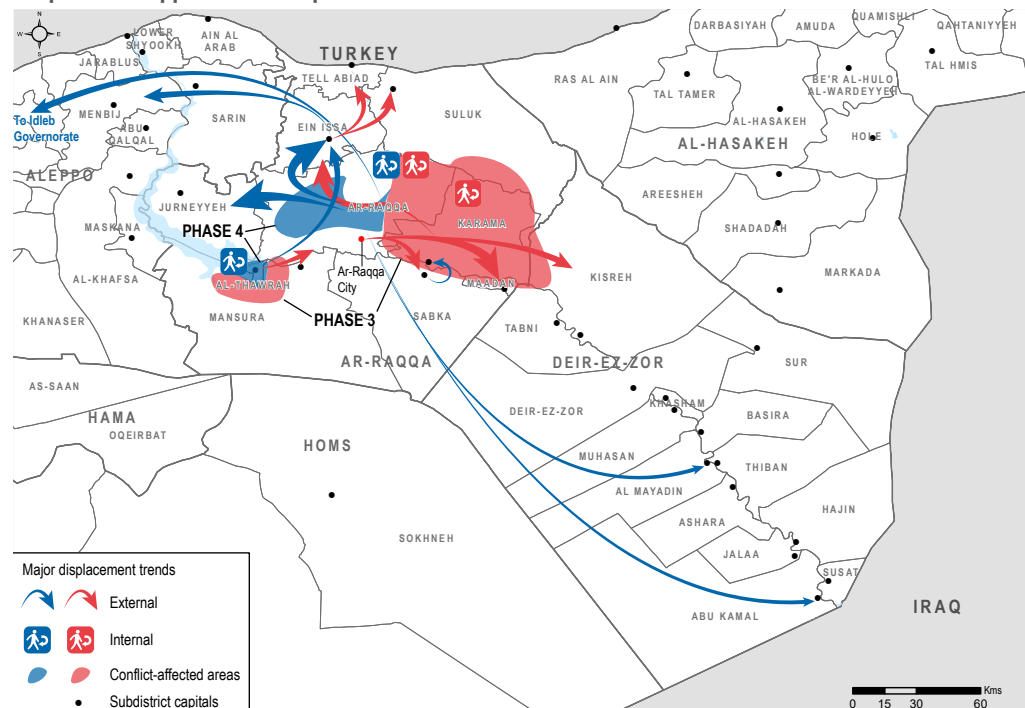 N
W
E
S
LOWER
SHYOOKH
AIN AL
ARAB
JARABLUS
TURKEY
TELL ABIAD
DARBASIYAH
AMUDA
QUAMISHLI
QAHTANIYYEH
TAL HMIS
RAS AL AIN
TAL TAMER
BE'R AL-HULO
AL-WARDEYYEH
MENBIJ
To Idleb
Governorate
ABU
QALQAL
SARIN
EIN ISSA
SULUK
AL-HASAKEH
AL-HASAKEH
HOLE
ALEPPO
JURNEYYEH
AR-RAQQA
KARAMA
AREESHEH
SHADADAH
MASKANA
PHASE 4
AL-KHAFSA
AL-THAWRAH
Ar-Raqqa
City
MAADAN
KISREH
MARKADA
KHANASER
MANSURA
PHASE 3
SABKA
TABNI
AR-RAQQA
DEIR-EZ-ZOR
SUR
AS-SAAN
HAMA
OQEIRBAT
DEIR-EZ-ZOR
KHASHAM
BASIRA
HOMS
MUHASAN
THIBAN
AL MAYADIN
HAJIN
ASHARA
SOKHNEH
JALAA
SUSAT
ABU KAMAL
IRAQ
Major displacement trends
External
Internal
Conflict-affected areas
Subdistrict capitals
Kms
0 15 30 60